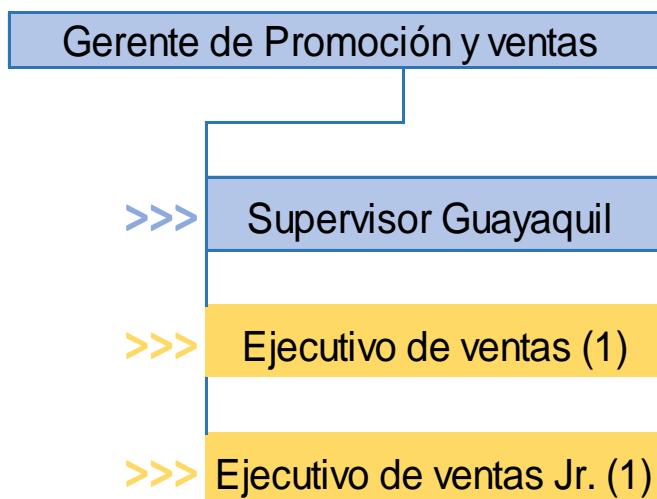 Gerente de Promoción y ventas
>>> Supervisor Guayaquil
>>> Ejecutivo de ventas (1)
>>> Ejecutivo de ventas Jr. (1)